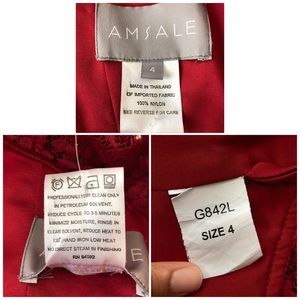 AMSALE
4
MADE IN THAILAND
OF IMPORTED FABRIC
100% NYLON
SEE REVERSE FOR CARE
PROFESSIONALLY DRY CLEAN ONLY
IN PETROLEUM SOLVENT.
REDUCE CYCLE TO 3-5 MINUTES
MINIMIZE MOISTURE, RINSE IN
CLEAR SOLVENT, REDUCE HEAT TO
120° HAND IRON LOW HEAT
NO DIRECT STEAM IN FINISHING
G842L
SIZE 4